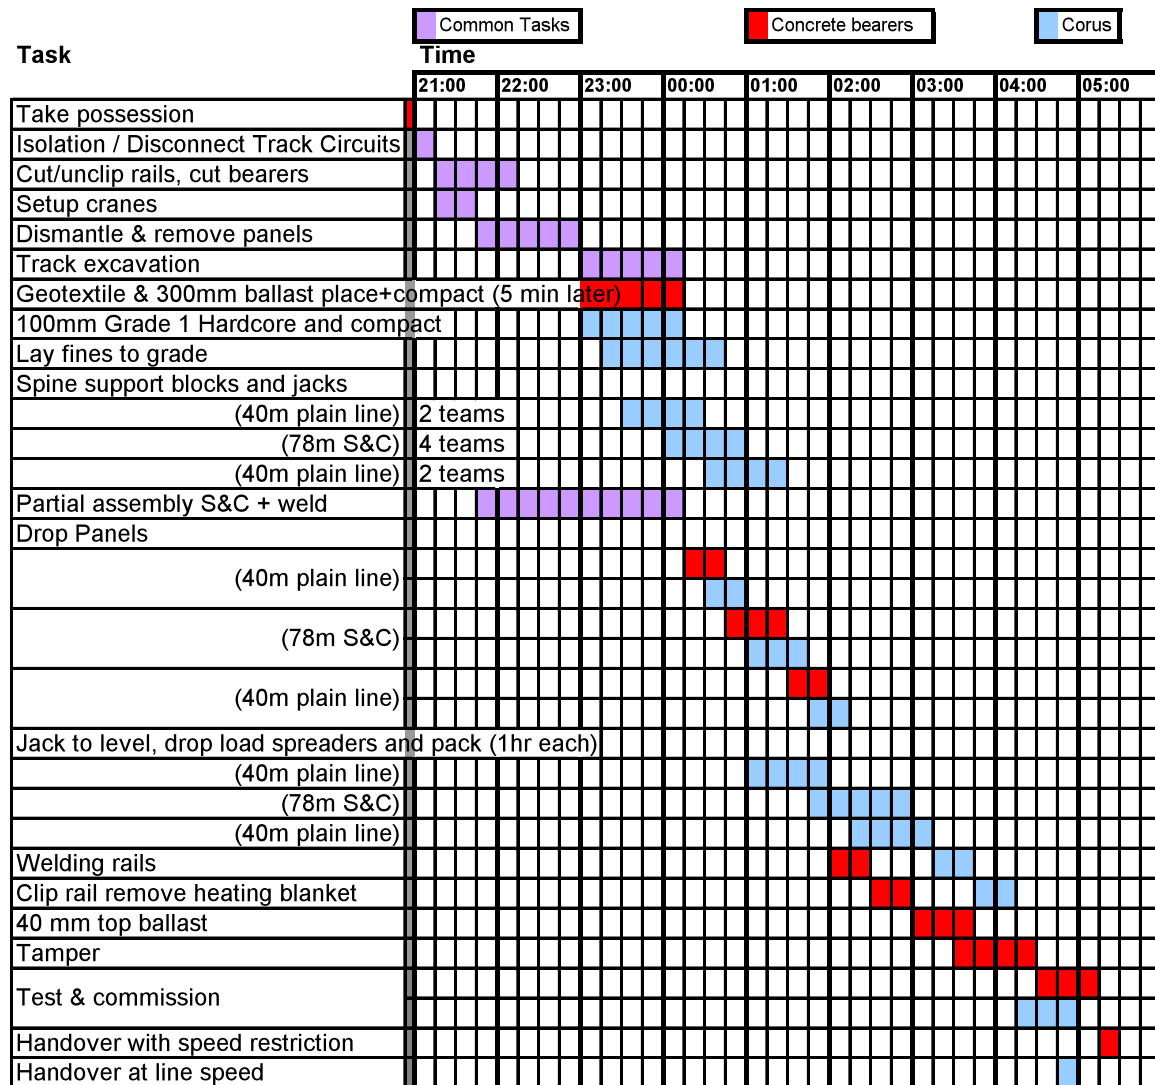 Common Tasks Concrete bearers Corus
Task Time
21:00 22:00 23:00 00:00 01:00 02:00 03:00 04:00 05:00
Take possession
Isolation / Disconnect Track Circuits
Cut/unclip rails, cut bearers
Setup cranes
Dismantle & remove panels
Track excavation
Geotextile & 300mm ballast place+compact (5 min later)
100mm Grade 1 Hardcore and compact
Lay fines to grade
Spine support blocks and jacks
(40m plain line) 2 teams
(78m S&C) 4 teams
(40m plain line) 2 teams
Partial assembly S&C + weld
Drop Panels
(40m plain line)
(78m S&C)
(40m plain line)
Jack to level, drop load spreaders and pack (1hr each)
(40m plain line)
(78m S&C)
(40m plain line)
Welding rails
Clip rail remove heating blanket
40 mm top ballast
Tamper
Test & commission
Handover with speed restriction
Handover at line speed